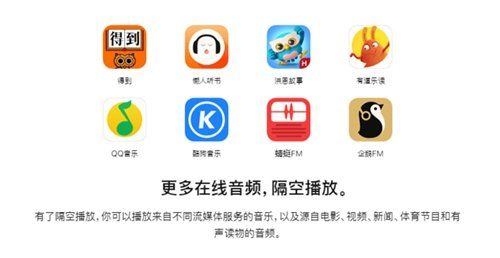 得到
得到
懒人听书
洪恩故事
有道乐读
K
QQ音乐
酷狗音乐
蜻蜓FM
企鹅FM
更多在线音频，隔空播放。
有了隔空播放，你可以播放来自不同流媒体服务的音乐，以及源自电影、视频、新闻、体育节目和有
声读物的音频。